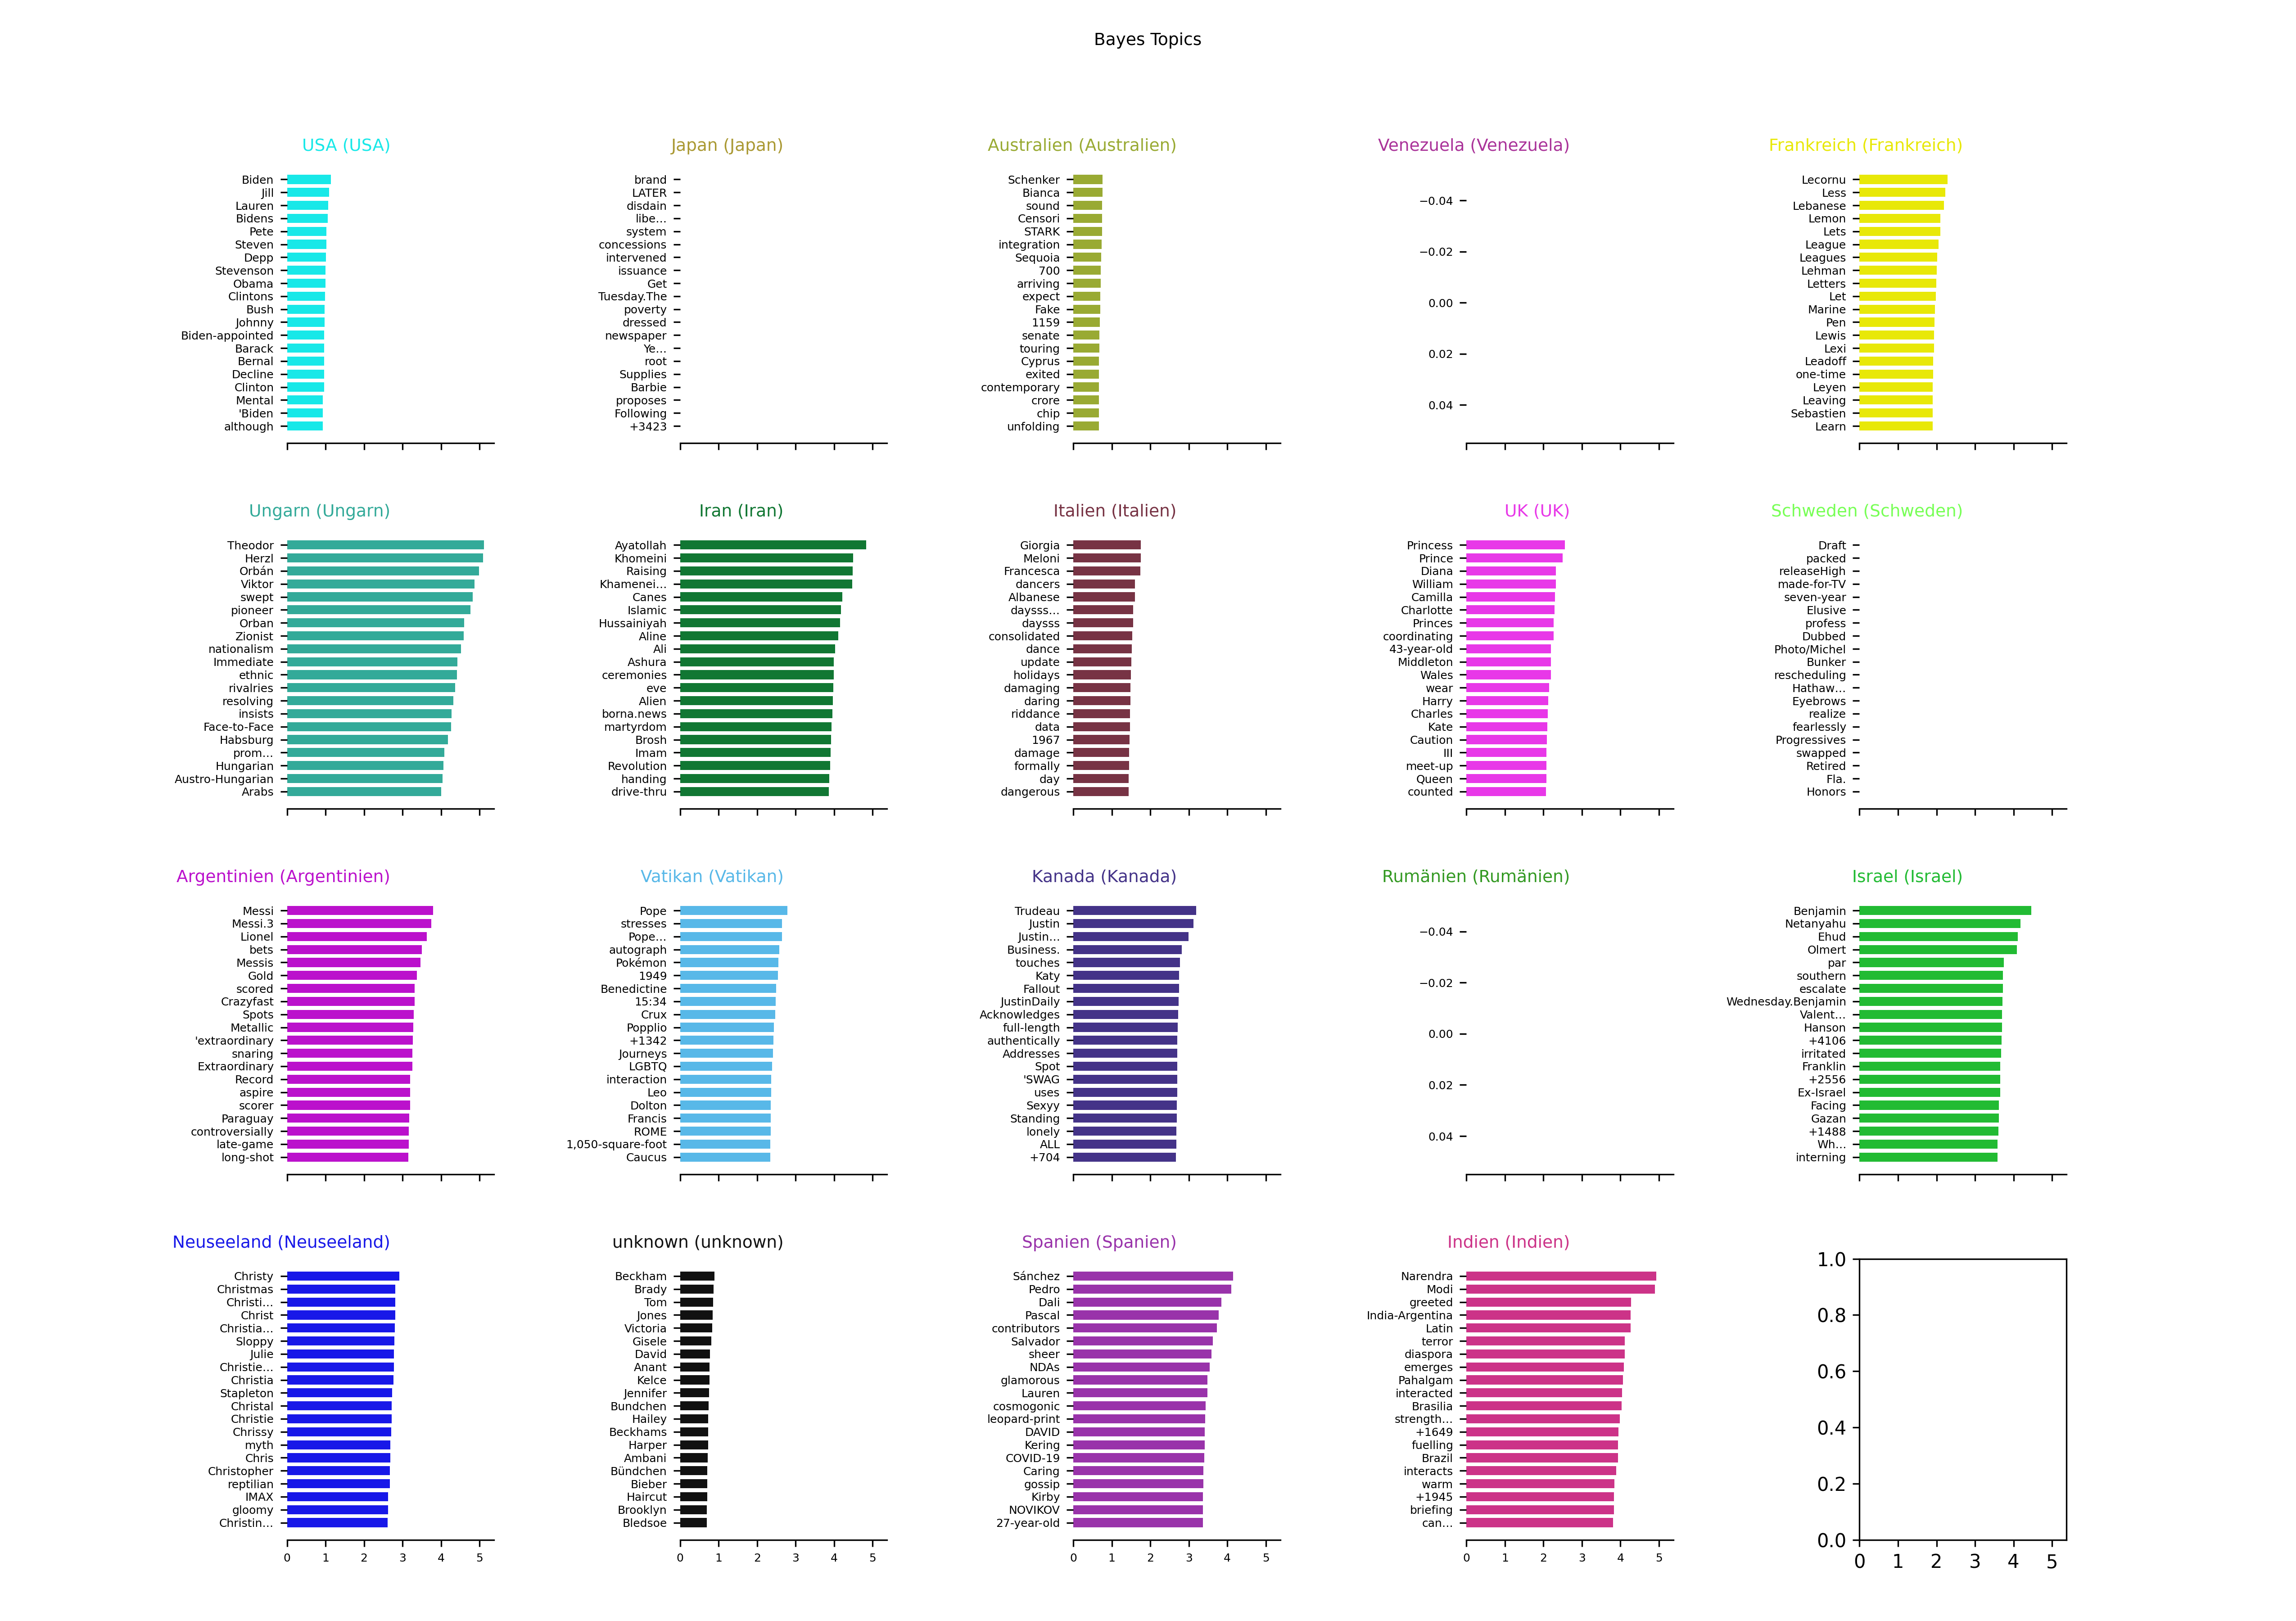 Bayes Topics
USA (USA)
Biden
Jill
Lauren
Bidens
Pete
Steven
Depp
Stevenson
Obama
Clintons
Bush
Johnny
Biden-appointed
Barack
Bernal
Decline
Clinton
Mental
'Biden
although
Japan (Japan)
brand
LATER
disdain
libe…
system
concessions
intervened
issuance
Get
Tuesday.The
poverty
dressed
newspaper
Ye…
root
Supplies
Barbie
proposes
Following
+3423
Australien (Australien)
Schenker
Bianca
sound
Censori
STARK
integration
Sequoia
700
arriving
expect
Fake
1159
senate
touring
Cyprus
exited
contemporary
crore
chip
unfolding
Venezuela (Venezuela)
−0.04
−0.02
0.00
0.02
0.04
Frankreich (Frankreich)
Lecornu
Less
Lebanese
Lemon
Lets
League
Leagues
Lehman
Letters
Let
Marine
Pen
Lewis
Lexi
Leadoff
one-time
Leyen
Leaving
Sebastien
Learn
Ungarn (Ungarn)
Theodor
Herzl
Orbán
Viktor
swept
pioneer
Orban
Zionist
nationalism
Immediate
ethnic
rivalries
resolving
insists
Face-to-Face
Habsburg
prom…
Hungarian
Austro-Hungarian
Arabs
Iran (Iran)
Ayatollah
Khomeini
Raising
Khamenei…
Canes
Islamic
Hussainiyah
Aline
Ali
Ashura
ceremonies
eve
Alien
borna.news
martyrdom
Brosh
Imam
Revolution
handing
drive-thru
Italien (Italien)
Giorgia
Meloni
Francesca
dancers
Albanese
daysss…
daysss
consolidated
dance
update
holidays
damaging
daring
riddance
data
1967
damage
formally
day
dangerous
UK (UK)
Princess
Prince
Diana
William
Camilla
Charlotte
Princes
coordinating
43-year-old
Middleton
Wales
wear
Harry
Charles
Kate
Caution
III
meet-up
Queen
counted
Schweden (Schweden)
Draft
packed
releaseHigh
made-for-TV
seven-year
Elusive
profess
Dubbed
Photo/Michel
Bunker
rescheduling
Hathaw…
Eyebrows
realize
fearlessly
Progressives
swapped
Retired
Fla.
Honors
Argentinien (Argentinien)
Messi
Messi.3
Lionel
bets
Messis
Gold
scored
Crazyfast
Spots
Metallic
'extraordinary
snaring
Extraordinary
Record
aspire
scorer
Paraguay
controversially
late-game
long-shot
Vatikan (Vatikan)
Pope
stresses
Pope…
autograph
Pokémon
1949
Benedictine
15:34
Crux
Popplio
+1342
Journeys
LGBTQ
interaction
Leo
Dolton
Francis
ROME
1,050-square-foot
Caucus
Kanada (Kanada)
Trudeau
Justin
Justin…
Business.
touches
Katy
Fallout
JustinDaily
Acknowledges
full-length
authentically
Addresses
Spot
'SWAG
uses
Sexyy
Standing
lonely
ALL
+704
Rumänien (Rumänien)
−0.04
−0.02
0.00
0.02
0.04
Israel (Israel)
Benjamin
Netanyahu
Ehud
Olmert
par
southern
escalate
Wednesday.Benjamin
Valent…
Hanson
+4106
irritated
Franklin
+2556
Ex-Israel
Facing
Gazan
+1488
Wh…
interning
Neuseeland (Neuseeland)
Christy
Christmas
Christi…
Christ
Christia…
Sloppy
Julie
Christie…
Christia
Stapleton
Christal
Christie
Chrissy
myth
Chris
Christopher
reptilian
IMAX
gloomy
Christin…
0 1 2 3 4 5
unknown (unknown)
Beckham
Brady
Tom
Jones
Victoria
Gisele
David
Anant
Kelce
Jennifer
Bundchen
Hailey
Beckhams
Harper
Ambani
Bündchen
Bieber
Haircut
Brooklyn
Bledsoe
0 1 2 3 4 5
Spanien (Spanien)
Sánchez
Pedro
Dali
Pascal
contributors
Salvador
sheer
NDAs
glamorous
Lauren
cosmogonic
leopard-print
DAVID
Kering
COVID-19
Caring
gossip
Kirby
NOVIKOV
27-year-old
0 1 2 3 4 5
Indien (Indien)
Narendra
Modi
greeted
India-Argentina
Latin
terror
diaspora
emerges
Pahalgam
interacted
Brasilia
strength…
+1649
fuelling
Brazil
interacts
warm
+1945
briefing
can…
0 1 2 3 4 5
1.0
0.8
0.6
0.4
0.2
0.0
0 1 2 3 4 5